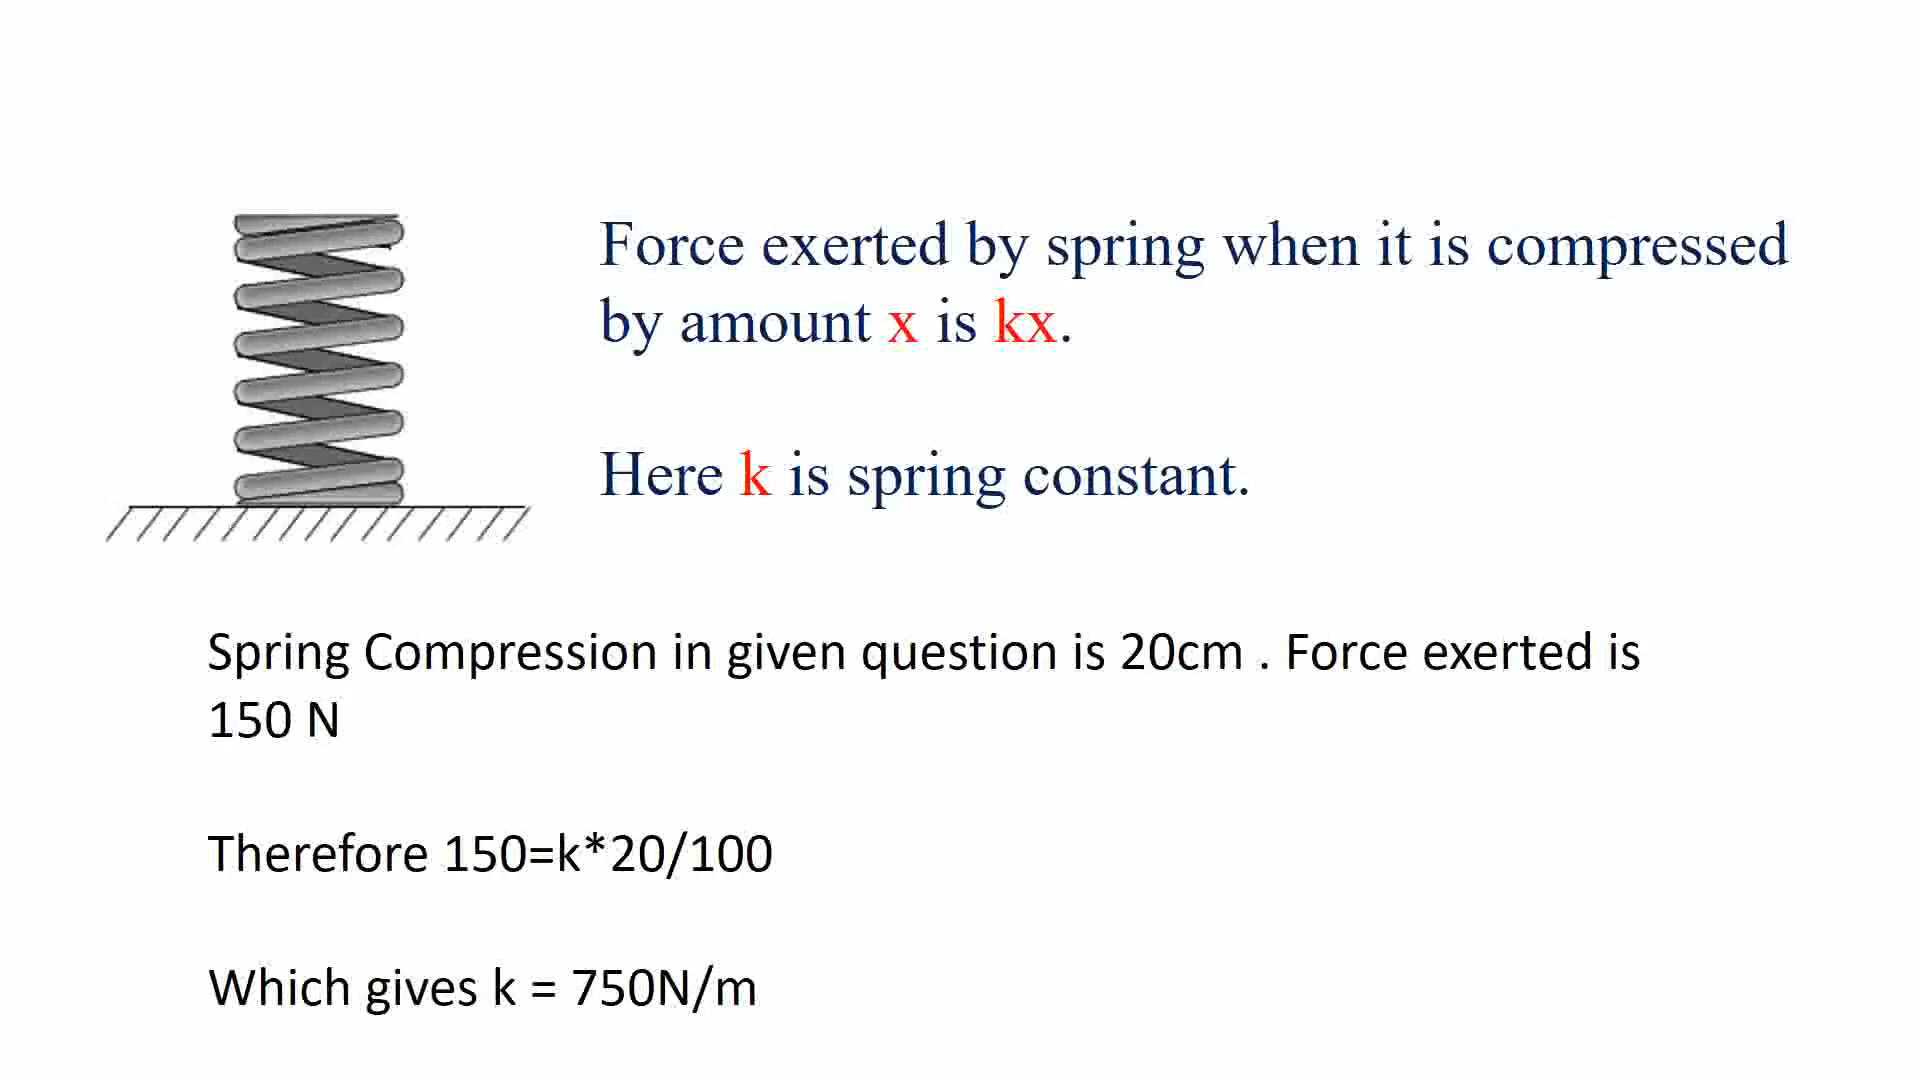 Force exerted by spring when it is compressed
by amount x is kx.
Here k is spring constant.
Spring Compression in given question is 20cm . Force exerted is
150 N
Therefore 150=k*20/100
Which gives k = 750N/m